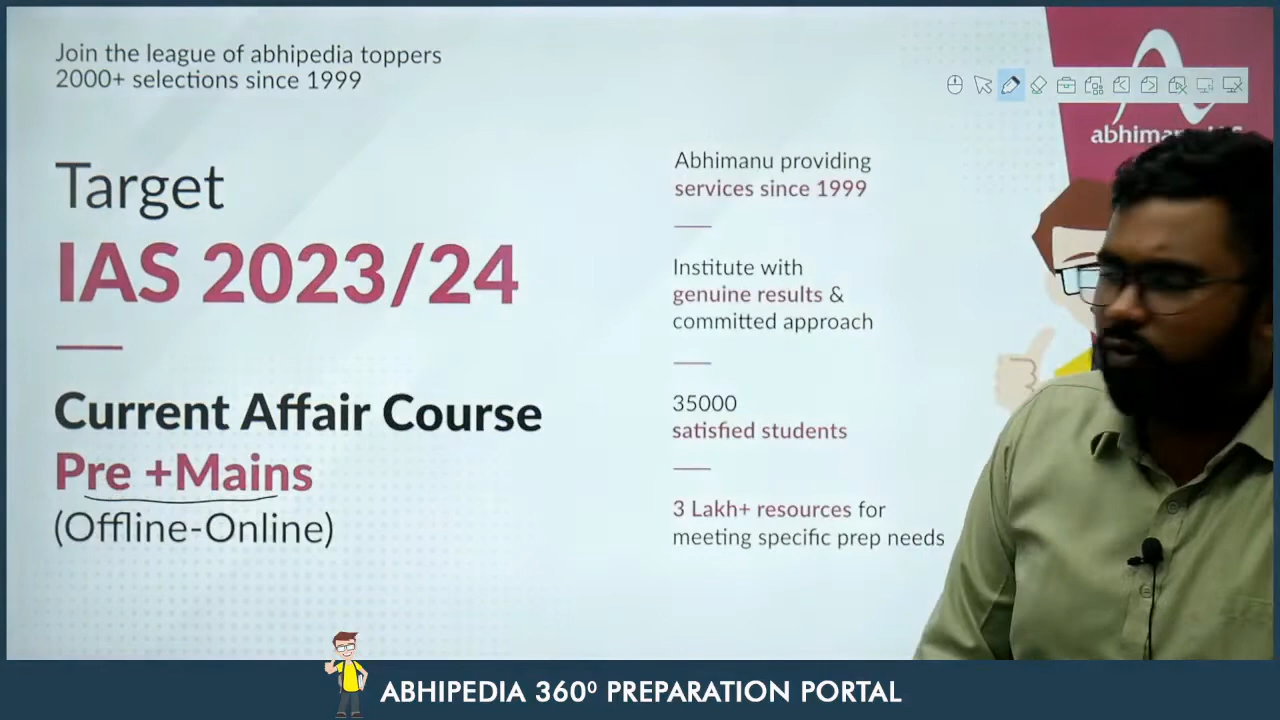 Join the league of abhipedia toppers
2000+ selections since 1999
Target
IAS 2023/24
Current Affair Course
Pre +Mains
(Offline-Online)
Abhimanu providing
services since 1999
Institute with
genuine results &
committed approach
35000
satisfied students
3 Lakh+ resources for
meeting specific prep needs
ABHIPEDIA 360º PREPARATION PORTAL